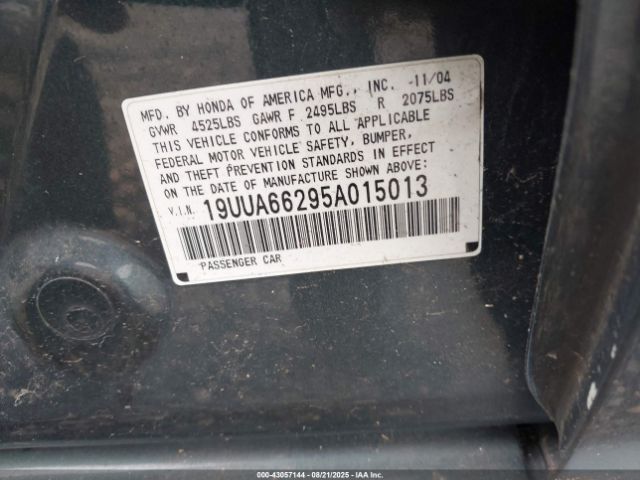 MFD. BY HONDA OF AMERICA MFG., INC. 11/04
GVWR 4525LBS GAWR F 2495LBS R 2075LBS
THIS VEHICLE CONFORMS TO ALL APPLICABLE
FEDERAL MOTOR VEHICLE SAFETY, BUMPER,
AND THEFT PREVENTION STANDARDS IN EFFECT
ON THE DATE OF MANUFACTURE SHOWN ABOVE:
V.I.N. 19UUA66295A015013
PASSENGER CAR
000-43057144 - 08/21/2025 - IAAI.COM